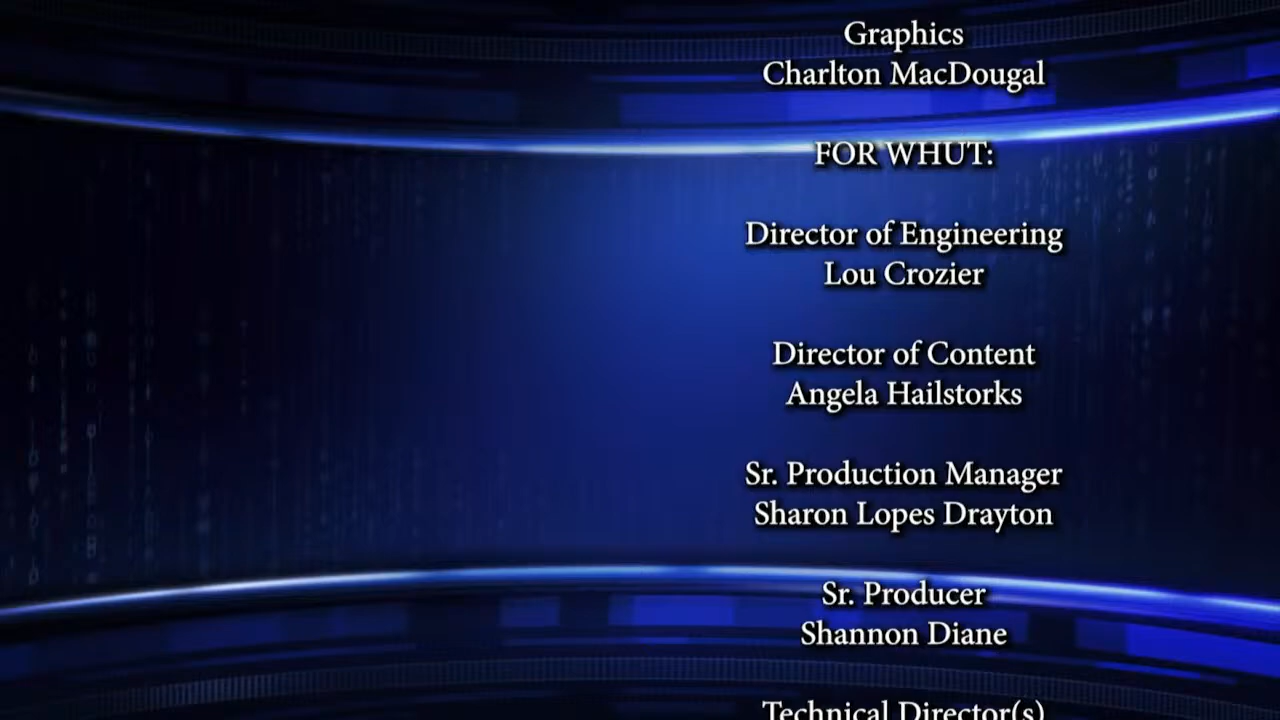 Graphics
Charlton MacDougal
FOR WHUT:
Director of Engineering
Lou Crozier
Director of Content
Angela Hailstorks
Sr. Production Manager
Sharon Lopes Drayton
Sr. Producer
Shannon Diane
Technical Director(s)